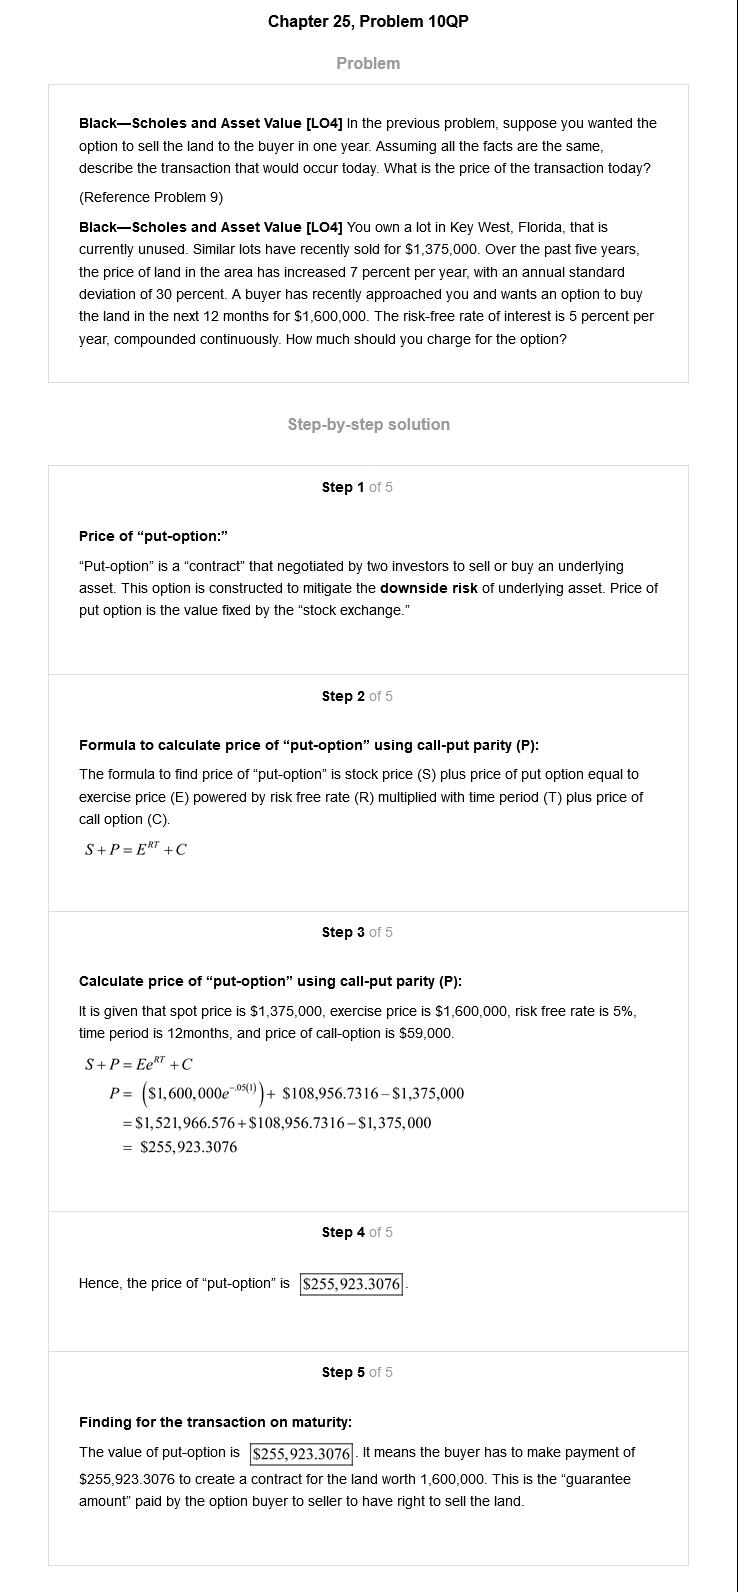 Chapter 25, Problem 10QP
Problem
Black—Scholes and Asset Value [LO4] In the previous problem, suppose you wanted the
option to sell the land to the buyer in one year. Assuming all the facts are the same,
describe the transaction that would occur today. What is the price of the transaction today?
(Reference Problem 9)
Black—Scholes and Asset Value [LO4] You own a lot in Key West, Florida, that is
currently unused. Similar lots have recently sold for $1,375,000. Over the past five years,
the price of land in the area has increased 7 percent per year, with an annual standard
deviation of 30 percent. A buyer has recently approached you and wants an option to buy
the land in the next 12 months for $1,600,000. The risk-free rate of interest is 5 percent per
year, compounded continuously. How much should you charge for the option?
Step-by-step solution
Step 1 of 5
Price of “put-option:”
“Put-option” is a “contract” that negotiated by two investors to sell or buy an underlying
asset. This option is constructed to mitigate the downside risk of underlying asset. Price of
put option is the value fixed by the “stock exchange.”
Step 2 of 5
Formula to calculate price of “put-option” using call-put parity (P):
The formula to find price of “put-option” is stock price (S) plus price of put option equal to
exercise price (E) powered by risk free rate (R) multiplied with time period (T) plus price of
call option (C).
S + P = E^{RT} + C
Step 3 of 5
Calculate price of “put-option” using call-put parity (P):
It is given that spot price is $1,375,000, exercise price is $1,600,000, risk free rate is 5%,
time period is 12months, and price of call-option is $59,000.
S + P = Ee^{RT} + C
P = ($1,600,000e^{-.05(1)}) + $108,956.7316 – $1,375,000
= $1,521,966.576 + $108,956.7316 – $1,375,000
= $255,923.3076
Step 4 of 5
Hence, the price of “put-option” is $255,923.3076.
Step 5 of 5
Finding for the transaction on maturity:
The value of put-option is $255,923.3076. It means the buyer has to make payment of
$255,923.3076 to create a contract for the land worth 1,600,000. This is the “guarantee
amount” paid by the option buyer to seller to have right to sell the land.